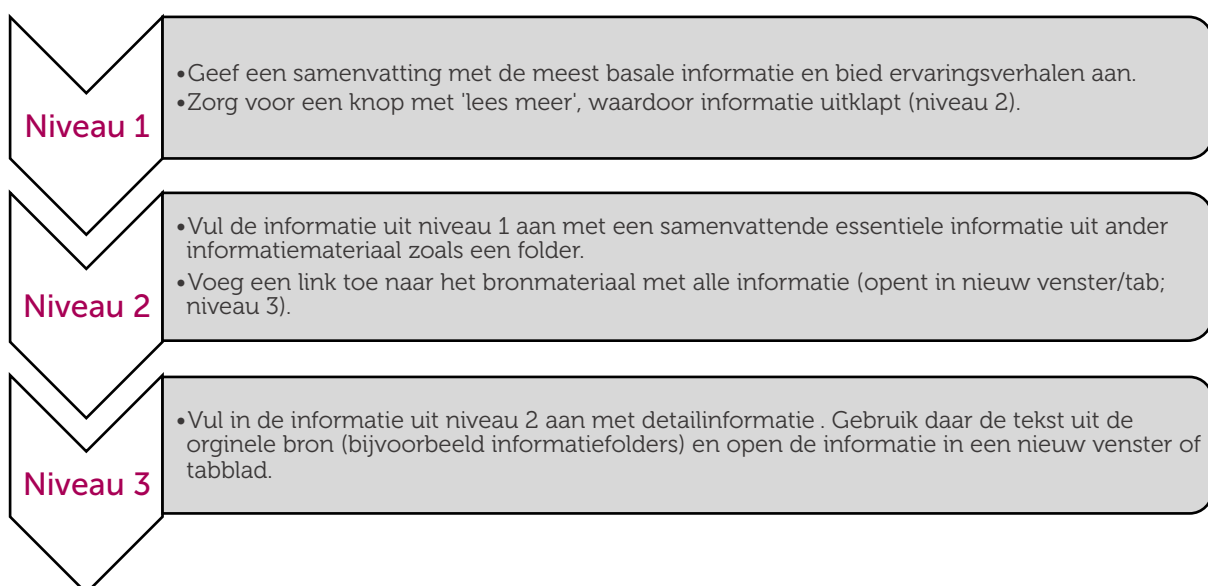 Niveau 1
•Geef een samenvatting met de meest basale informatie en bied ervaringsverhalen aan.
•Zorg voor een knop met 'lees meer', waardoor informatie uitklapt (niveau 2).
Niveau 2
•Vul de informatie uit niveau 1 aan met een samenvattende essentiele informatie uit ander
informatiemateriaal zoals een folder.
•Voeg een link toe naar het bronmateriaal met alle informatie (opent in nieuw venster/tab;
niveau 3).
Niveau 3
•Vul in de informatie uit niveau 2 aan met detailinformatie . Gebruik daar de tekst uit de
orginele bron (bijvoorbeeld informatiefolders) en open de informatie in een nieuw venster of
tabblad.